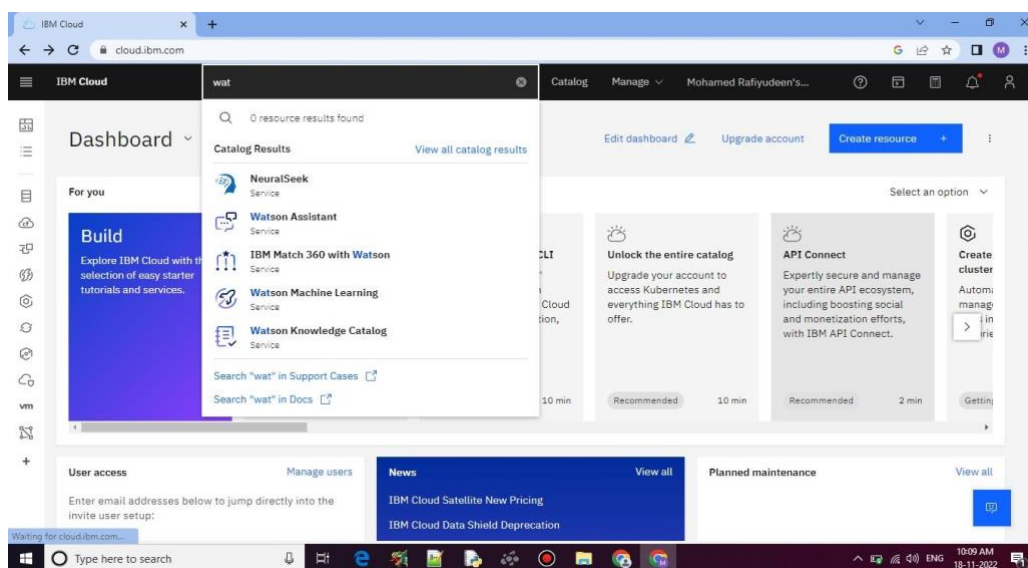 IBM Cloud
cloud.ibm.com
M
IBM Cloud
wat
Catalog
Manage
Mohamed Rafiyudeen's...
0 resource results found
Catalog Results
View all catalog results
NeuralSeek
Service
Watson Assistant
Service
IBM Match 360 with Watson
Service
Watson Machine Learning
Service
Watson Knowledge Catalog
Service
Search "wat" in Support Cases
Search "wat" in Docs
Dashboard
Edit dashboard
Upgrade account
Create resource +
For you
Select an option
Build
Explore IBM Cloud with th
selection of easy starter
tutorials and services.
CLI
Cloud
10 min
Unlock the entire catalog
Upgrade your account to
access Kubernetes and
everything IBM Cloud has to
offer.
Recommended
10 min
API Connect
Expertly secure and manage
your entire API ecosystem,
including boosting social
and monetization efforts,
with IBM API Connect.
Recommended
2 min
Create
cluster
Getting
vm
User access
Manage users
Enter email addresses below to jump directly into the
invite user setup:
News
View all
IBM Cloud Satellite New Pricing
IBM Cloud Data Shield Deprecation
Planned maintenance
View all
Waiting for cloud.ibm.com...
Type here to search
ENG
10:09 AM
18-11-2022